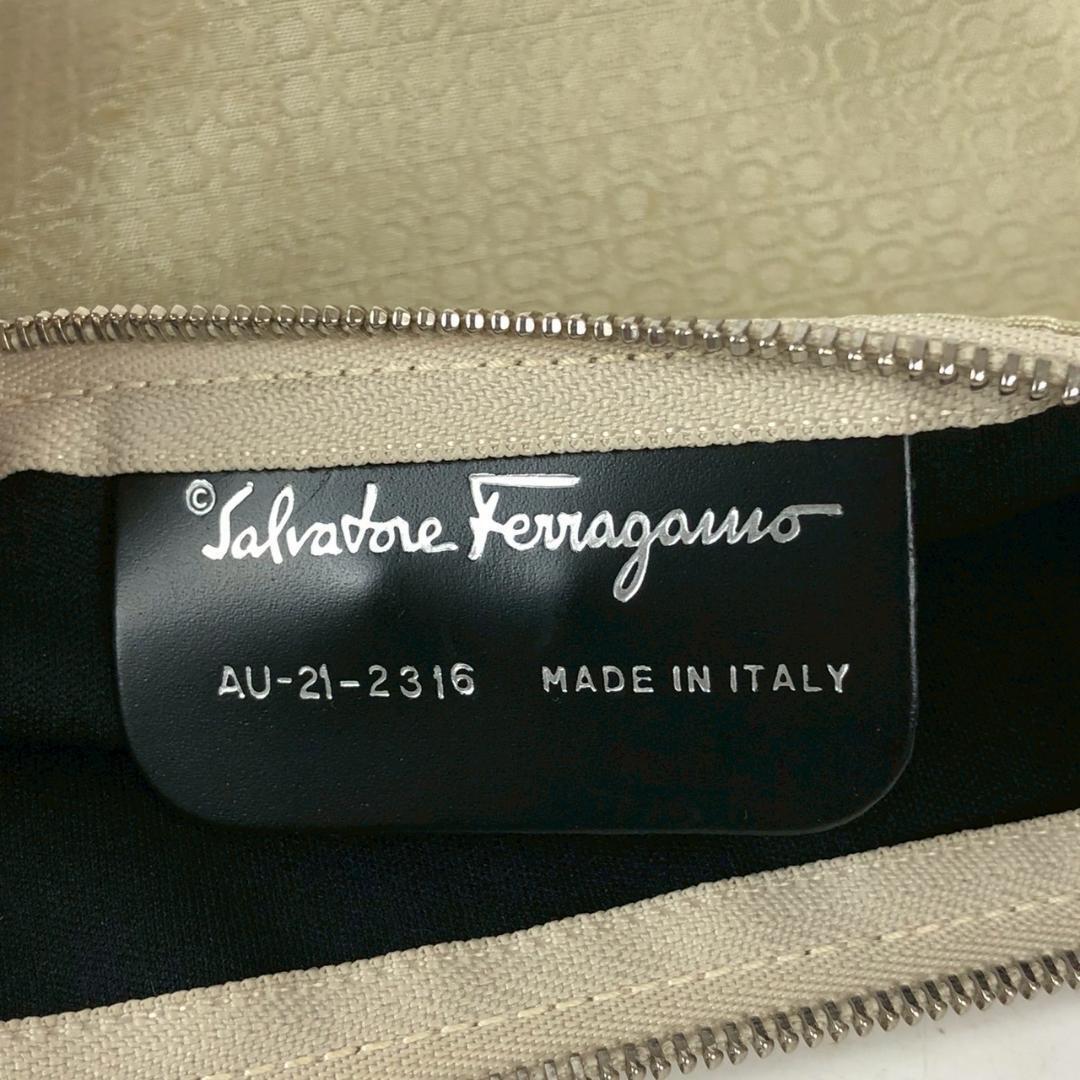 ©Salvatore Ferragamo
AU-21-2316 MADE IN ITALY